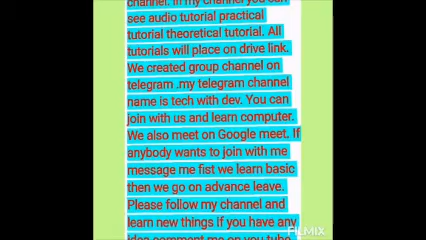 channel. In my channel you can
see audio tutorial practical
tutorial theoretical tutorial. All
tutorials will place on drive link.
We created group channel on
telegram .my telegram channel
name is tech with dev. You can
join with us and learn computer.
We also meet on Google meet. If
anybody wants to join with me
message me fist we learn basic
then we go on advance leave.
Please follow my channel and
learn new things If you have any
idea comment me on you tube
FILMIX